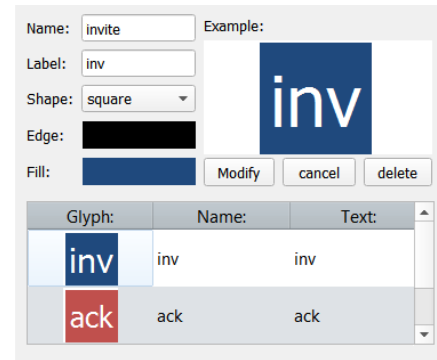 Name: invite Example:
Label: inv
inv
Shape: square
Edge:
Fill: Modify cancel delete
Glyph: Name: Text:
inv inv inv
ack ack ack